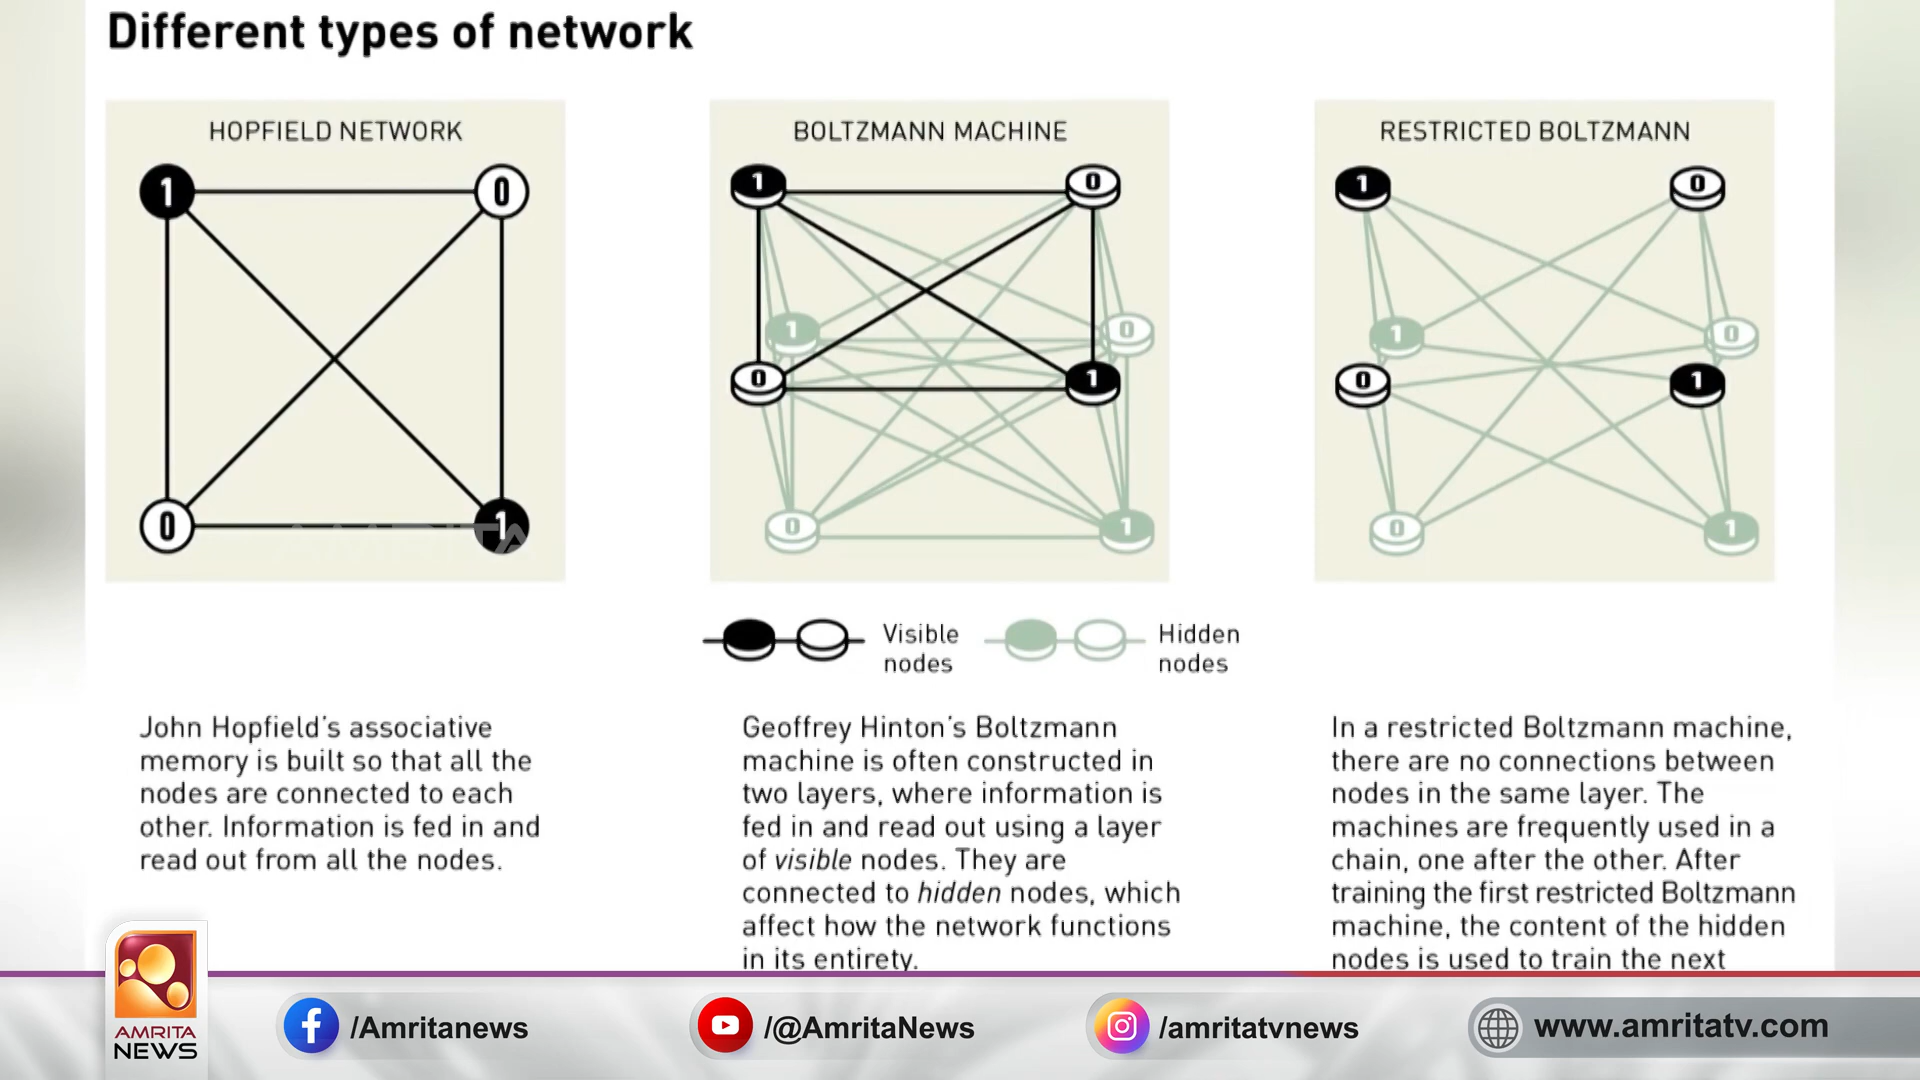 Different types of network
HOPFIELD NETWORK
1
0
0
1
AMRITA
BOLTZMANN MACHINE
1
0
1
0
0
1
0
1
RESTRICTED BOLTZMANN
1
0
1
0
0
1
0
1
Visible
nodes
Hidden
nodes
John Hopfield's associative
memory is built so that all the
nodes are connected to each
other. Information is fed in and
read out from all the nodes.
Geoffrey Hinton's Boltzmann
machine is often constructed in
two layers, where information is
fed in and read out using a layer
of visible nodes. They are
connected to hidden nodes, which
affect how the network functions
in its entirety.
In a restricted Boltzmann machine,
there are no connections between
nodes in the same layer. The
machines are frequently used in a
chain, one after the other. After
training the first restricted Boltzmann
machine, the content of the hidden
nodes is used to train the next
AMRITA
NEWS
/Amritanews
/@AmritaNews
/amritatvnews
www.amritatv.com